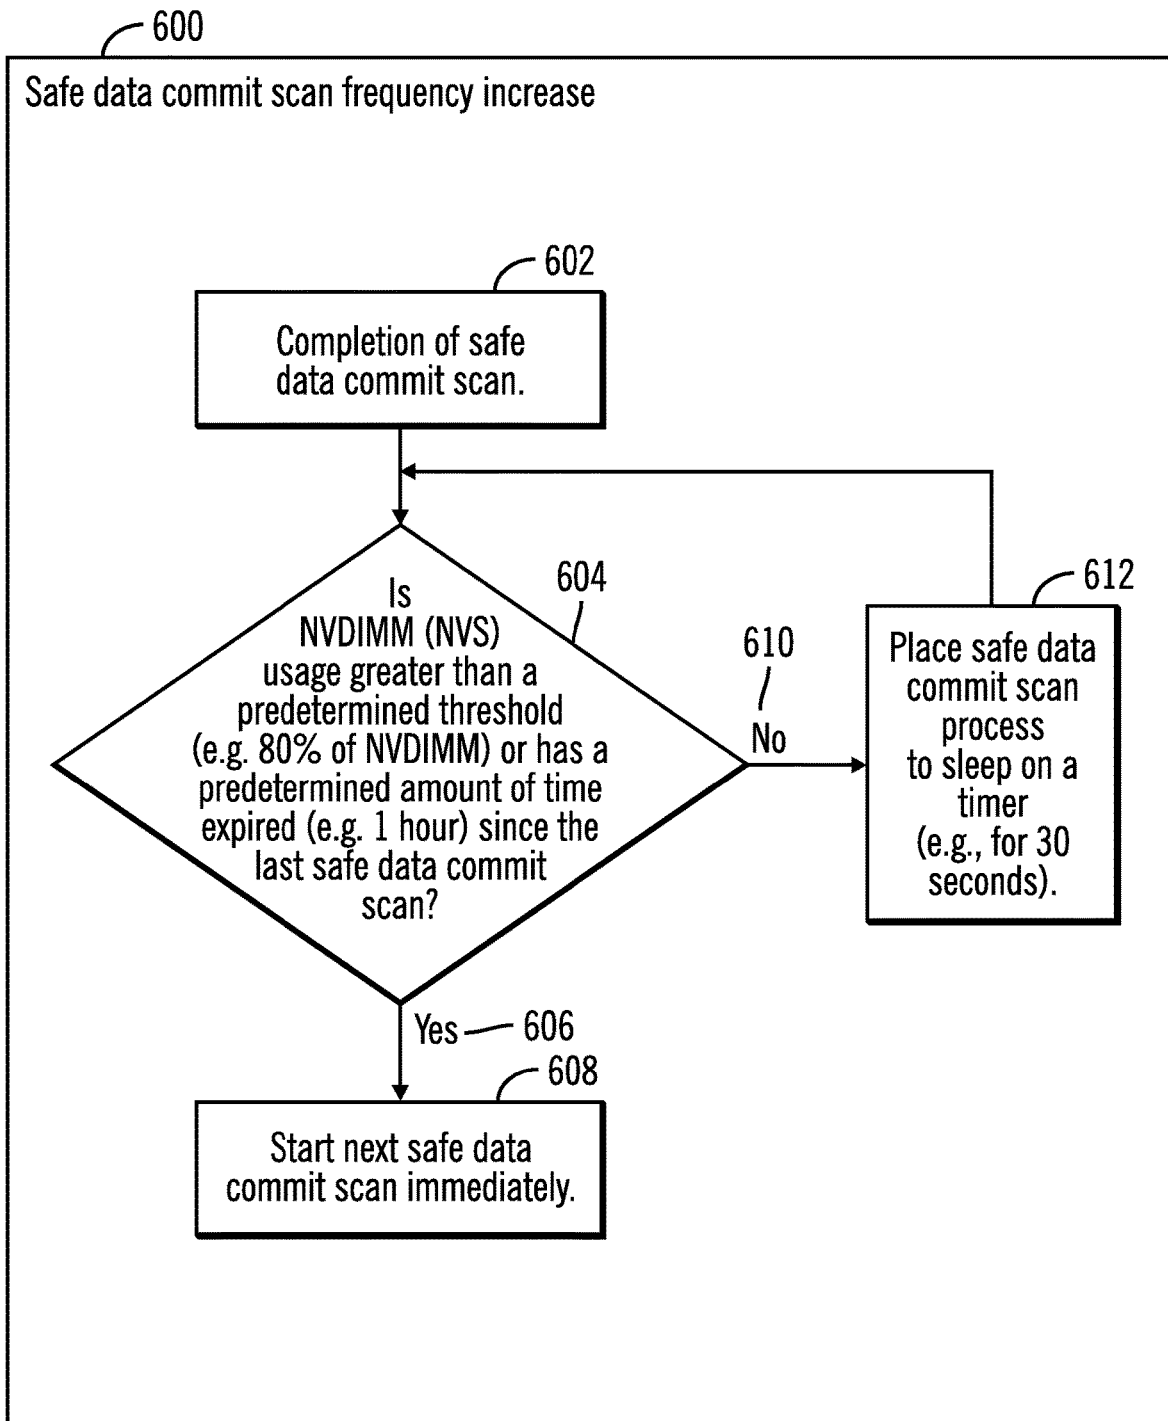 600
Safe data commit scan frequency increase
602
Completion of safe
data commit scan.
604
Is
NVDIMM (NVS)
usage greater than a
predetermined threshold
(e.g. 80% of NVDIMM) or has a
predetermined amount of time
expired (e.g. 1 hour) since the
last safe data commit
scan?
610
No
612
Place safe data
commit scan
process
to sleep on a
timer
(e.g., for 30
seconds).
Yes
606
608
Start next safe data
commit scan immediately.